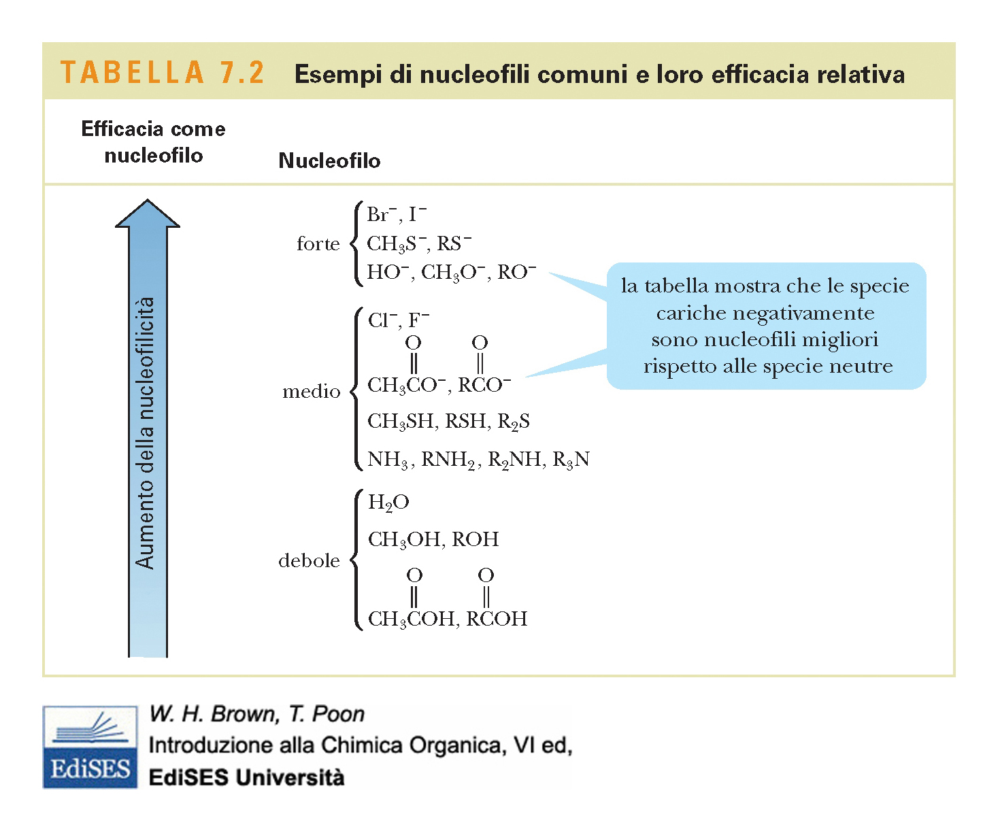 TABELLA 7.2 Esempi di nucleofili comuni e loro efficacia relativa
Efficacia come
nucleofilo
Nucleofilo
Aumento della nucleofilicità
forte
Br⁻, I⁻
CH₃S⁻, RS⁻
HO⁻, CH₃O⁻, RO⁻
la tabella mostra che le specie
cariche negativamente
sono nucleofili migliori
rispetto alle specie neutre
medio
Cl⁻, F⁻
O O
CH₃CO⁻, RCO⁻
CH₃SH, RSH, R₂S
NH₃, RNH₂, R₂NH, R₃N
debole
H₂O
CH₃OH, ROH
O O
CH₃COH, RCOH
EdiSES
W. H. Brown, T. Poon
Introduzione alla Chimica Organica, VI ed,
EdiSES Università